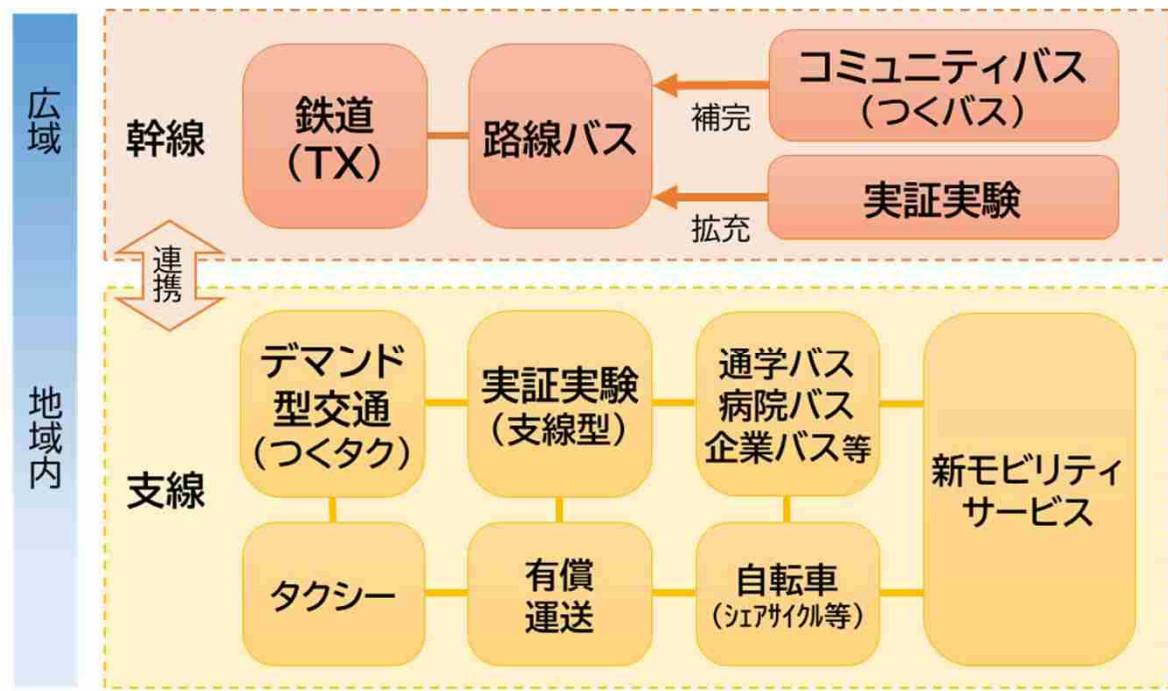 広域
幹線
鉄道
(TX)
路線バス
補完
コミュニティバス
(つくバス)
拡充
実証実験
連携
地域内
支線
デマンド
型交通
(つくタク)
実証実験
(支線型)
通学バス
病院バス
企業バス等
新モビリティ
サービス
タクシー
有償
運送
自転車
(シェアサイクル等)